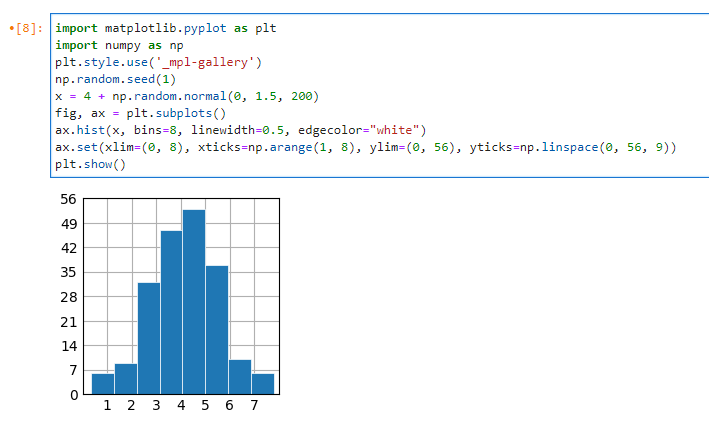 •[8]: import matplotlib.pyplot as plt
import numpy as np
plt.style.use('_mpl-gallery')
np.random.seed(1)
x = 4 + np.random.normal(0, 1.5, 200)
fig, ax = plt.subplots()
ax.hist(x, bins=8, linewidth=0.5, edgecolor="white")
ax.set(xlim=(0, 8), xticks=np.arange(1, 8), ylim=(0, 56), yticks=np.linspace(0, 56, 9))
plt.show()
56
49
42
35
28
21
14
7
0
1 2 3 4 5 6 7